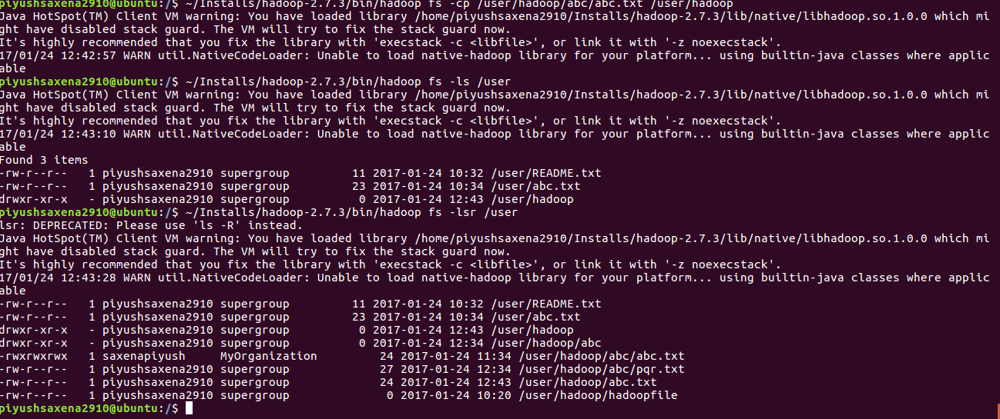 piyushsaxena2910@ubuntu:/$ ~/Installs/hadoop-2.7.3/bin/hadoop fs -cp /user/hadoop/abc/abc.txt /user/hadoop
Java HotSpot(TM) Client VM warning: You have loaded library /home/piyushsaxena2910/Installs/hadoop-2.7.3/lib/native/libhadoop.so.1.0.0 which mi
ght have disabled stack guard. The VM will try to fix the stack guard now.
It's highly recommended that you fix the library with 'execstack -c <libfile>', or link it with '-z noexecstack'.
17/01/24 12:42:57 WARN util.NativeCodeLoader: Unable to load native-hadoop library for your platform... using builtin-java classes where applic
able
piyushsaxena2910@ubuntu:/$ ~/Installs/hadoop-2.7.3/bin/hadoop fs -ls /user
Java HotSpot(TM) Client VM warning: You have loaded library /home/piyushsaxena2910/Installs/hadoop-2.7.3/lib/native/libhadoop.so.1.0.0 which mi
ght have disabled stack guard. The VM will try to fix the stack guard now.
It's highly recommended that you fix the library with 'execstack -c <libfile>', or link it with '-z noexecstack'.
17/01/24 12:43:10 WARN util.NativeCodeLoader: Unable to load native-hadoop library for your platform... using builtin-java classes where applic
able
Found 3 items
-rw-r--r--   1 piyushsaxena2910 supergroup         11 2017-01-24 10:32 /user/README.txt
-rw-r--r--   1 piyushsaxena2910 supergroup         23 2017-01-24 10:34 /user/abc.txt
drwxr-xr-x   - piyushsaxena2910 supergroup          0 2017-01-24 12:43 /user/hadoop
piyushsaxena2910@ubuntu:/$ ~/Installs/hadoop-2.7.3/bin/hadoop fs -lsr /user
lsr: DEPRECATED: Please use 'ls -R' instead.
Java HotSpot(TM) Client VM warning: You have loaded library /home/piyushsaxena2910/Installs/hadoop-2.7.3/lib/native/libhadoop.so.1.0.0 which mi
ght have disabled stack guard. The VM will try to fix the stack guard now.
It's highly recommended that you fix the library with 'execstack -c <libfile>', or link it with '-z noexecstack'.
17/01/24 12:43:28 WARN util.NativeCodeLoader: Unable to load native-hadoop library for your platform... using builtin-java classes where applic
able
-rw-r--r--   1 piyushsaxena2910 supergroup         11 2017-01-24 10:32 /user/README.txt
-rw-r--r--   1 piyushsaxena2910 supergroup         23 2017-01-24 10:34 /user/abc.txt
drwxr-xr-x   - piyushsaxena2910 supergroup          0 2017-01-24 12:43 /user/hadoop
drwxr-xr-x   - piyushsaxena2910 supergroup          0 2017-01-24 12:34 /user/hadoop/abc
-rwxrwxrwx   1 saxenapiyush     MyOrganization         24 2017-01-24 11:34 /user/hadoop/abc/abc.txt
-rw-r--r--   1 piyushsaxena2910 supergroup             27 2017-01-24 12:34 /user/hadoop/abc/pqr.txt
-rw-r--r--   1 piyushsaxena2910 supergroup         24 2017-01-24 12:43 /user/hadoop/abc.txt
-rw-r--r--   1 piyushsaxena2910 supergroup              0 2017-01-24 10:20 /user/hadoop/hadoopfile
piyushsaxena2910@ubuntu:/$